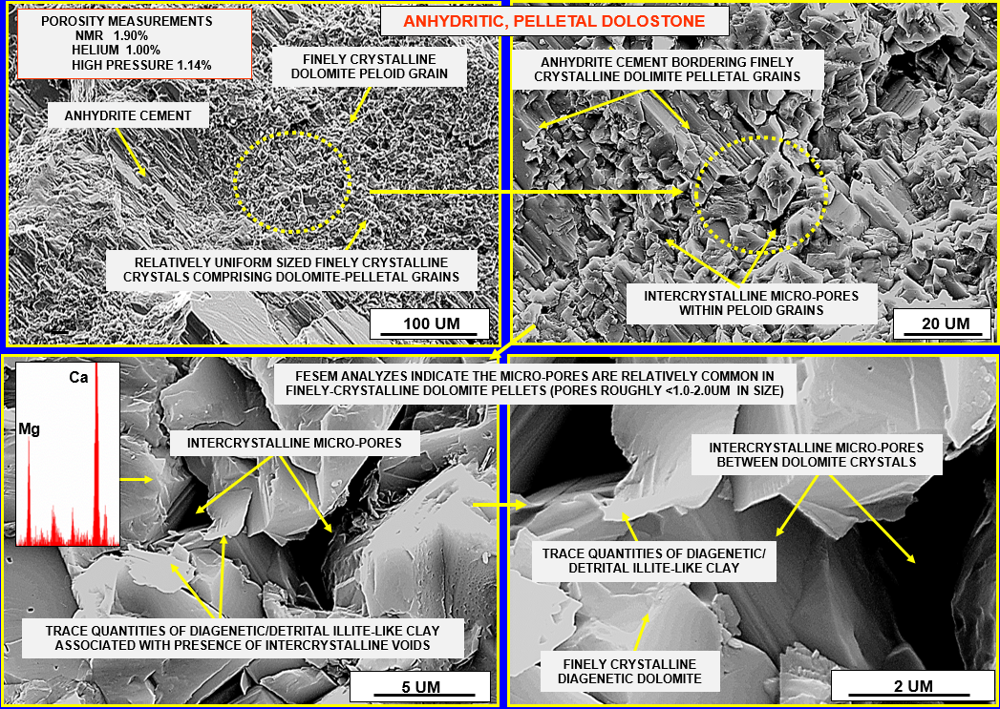 POROSITY MEASUREMENTS
NMR 1.90%
HELIUM 1.00%
HIGH PRESSURE 1.14%
ANHYDRITIC, PELLETAL DOLOSTONE
FINELY CRYSTALLINE
DOLOMITE PELOID GRAIN
ANHYDRITE CEMENT
RELATIVELY UNIFORM SIZED FINELY CRYSTALLINE
CRYSTALS COMPRISING DOLOMITE-PELLETAL GRAINS
100 UM
ANHYDRITE CEMENT BORDERING FINELY
CRYSTALLINE DOLIMITE PELLETAL GRAINS
INTERCRYSTALLINE MICRO-PORES
WITHIN PELOID GRAINS
20 UM
FESEM ANALYZES INDICATE THE MICRO-PORES ARE RELATIVELY COMMON IN
FINELY-CRYSTALLINE DOLOMITE PELLETS (PORES ROUGHLY <1.0-2.0UM IN SIZE)
Ca
Mg
INTERCRYSTALLINE MICRO-PORES
TRACE QUANTITIES OF DIAGENETIC/DETRITAL ILLITE-LIKE CLAY
ASSOCIATED WITH PRESENCE OF INTERCRYSTALLINE VOIDS
5 UM
INTERCRYSTALLINE MICRO-PORES
BETWEEN DOLOMITE CRYSTALS
TRACE QUANTITIES OF DIAGENETIC/
DETRITAL ILLITE-LIKE CLAY
FINELY CRYSTALLINE
DIAGENETIC DOLOMITE
2 UM